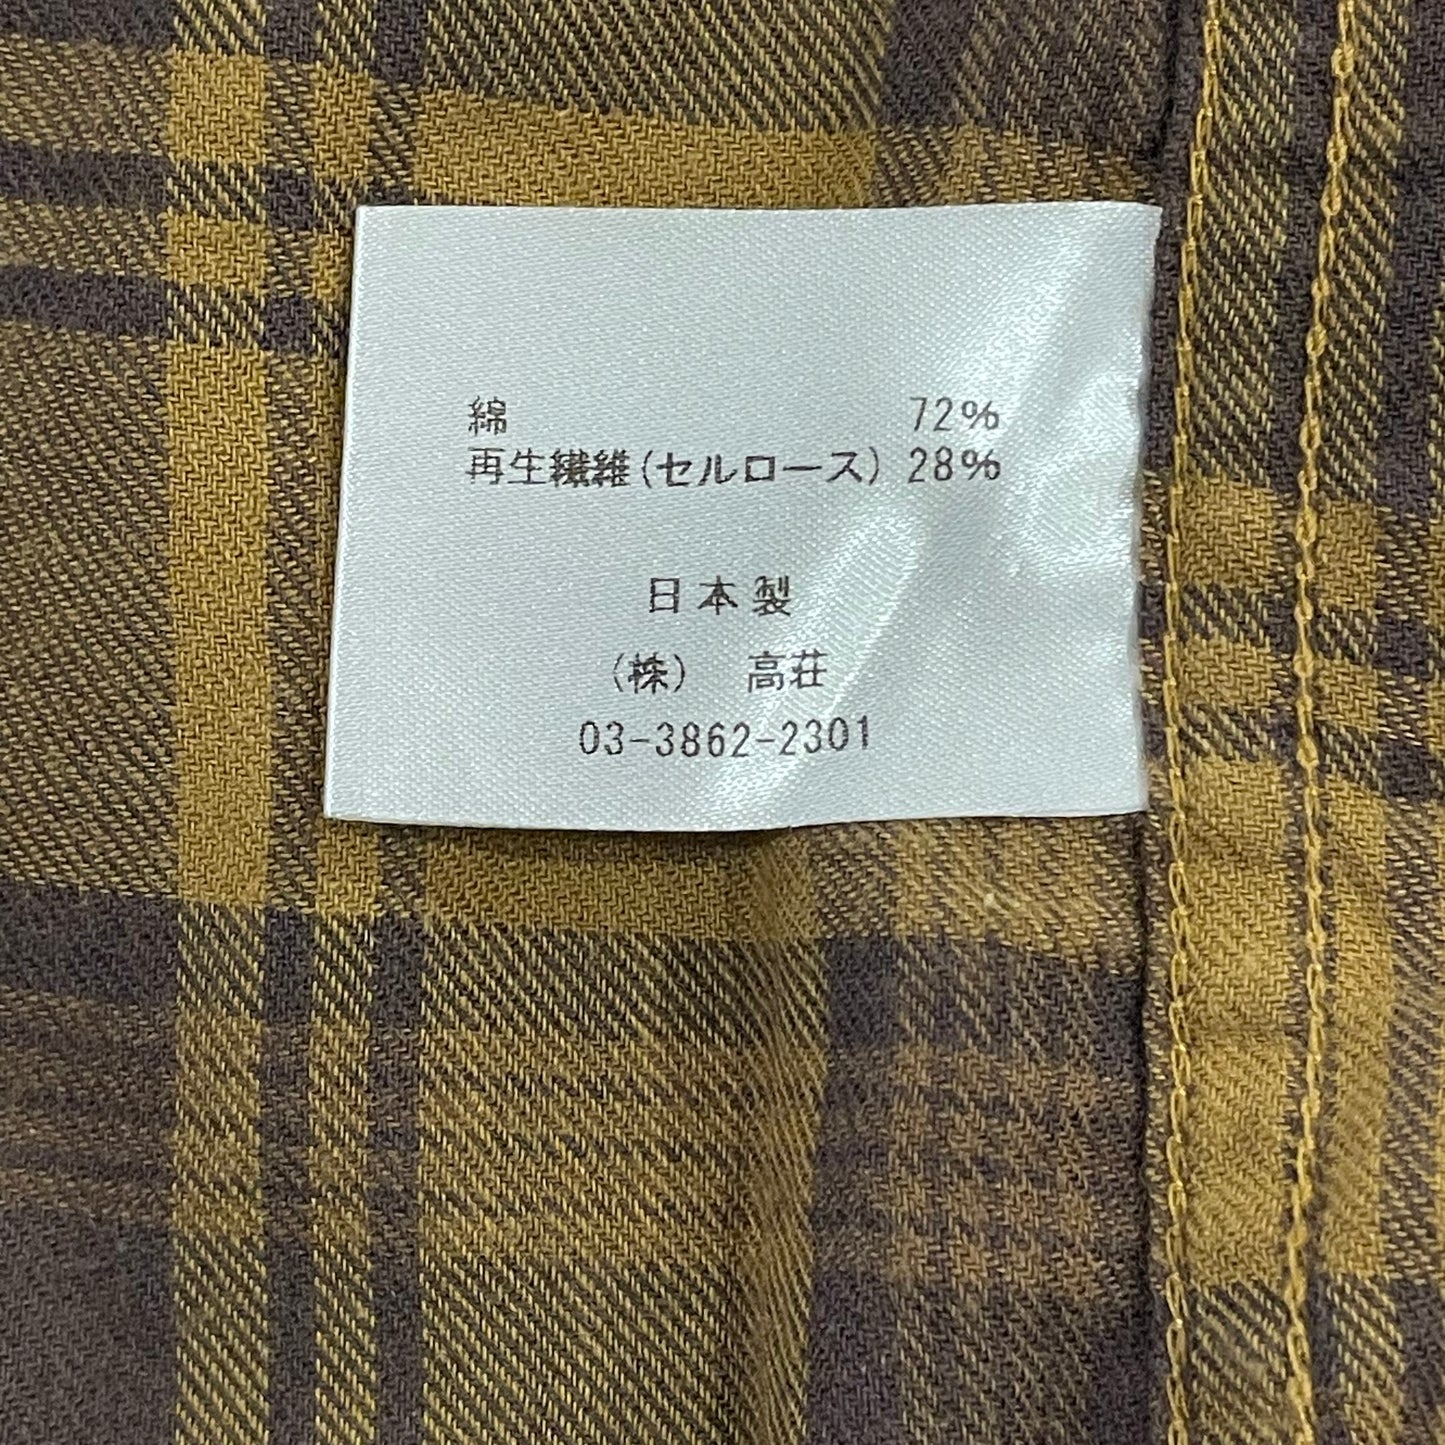 綿 72%
再生繊維(セルロース) 28%
日本製
(株) 高荘
03-3862-2301